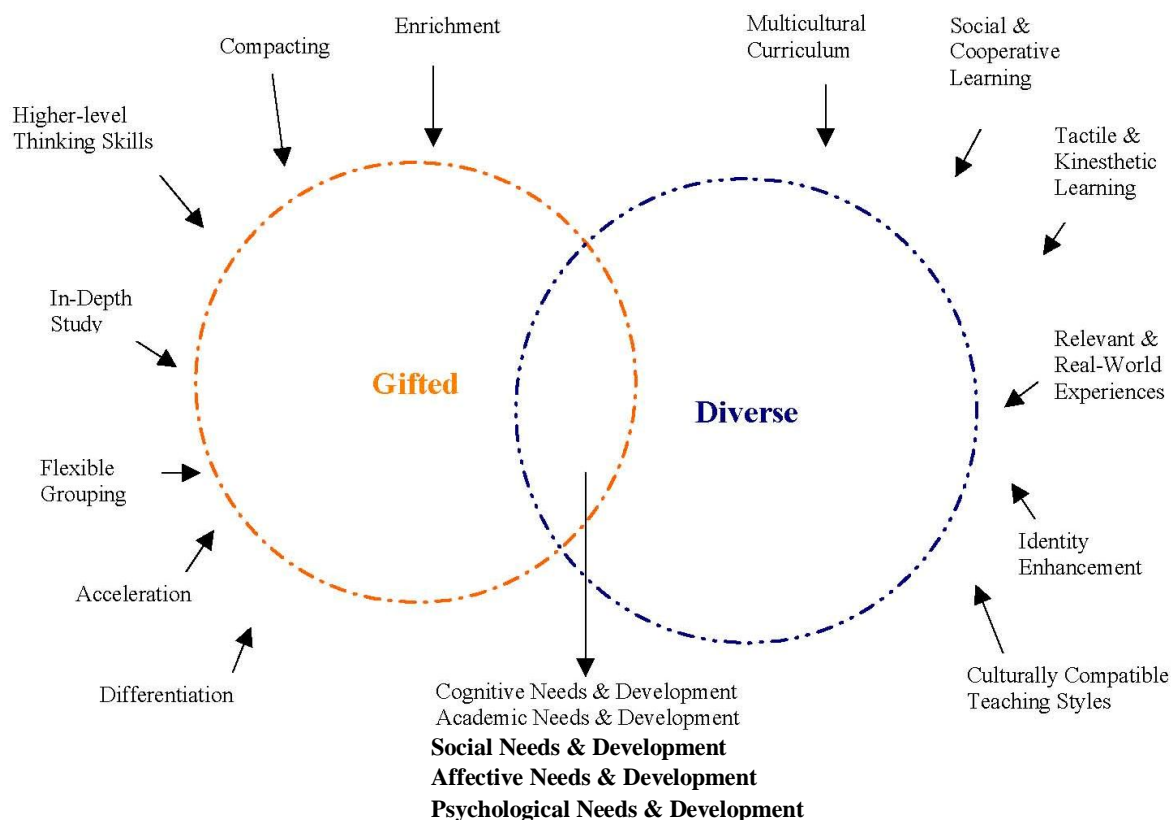 Enrichment
Compacting
Higher-level
Thinking Skills
In-Depth
Study
Flexible
Grouping
Acceleration
Differentiation
Gifted
Multicultural
Curriculum
Social &
Cooperative
Learning
Tactile &
Kinesthetic
Learning
Relevant &
Real-World
Experiences
Identity
Enhancement
Culturally Compatible
Teaching Styles
Diverse
Cognitive Needs & Development
Academic Needs & Development
Social Needs & Development
Affective Needs & Development
Psychological Needs & Development